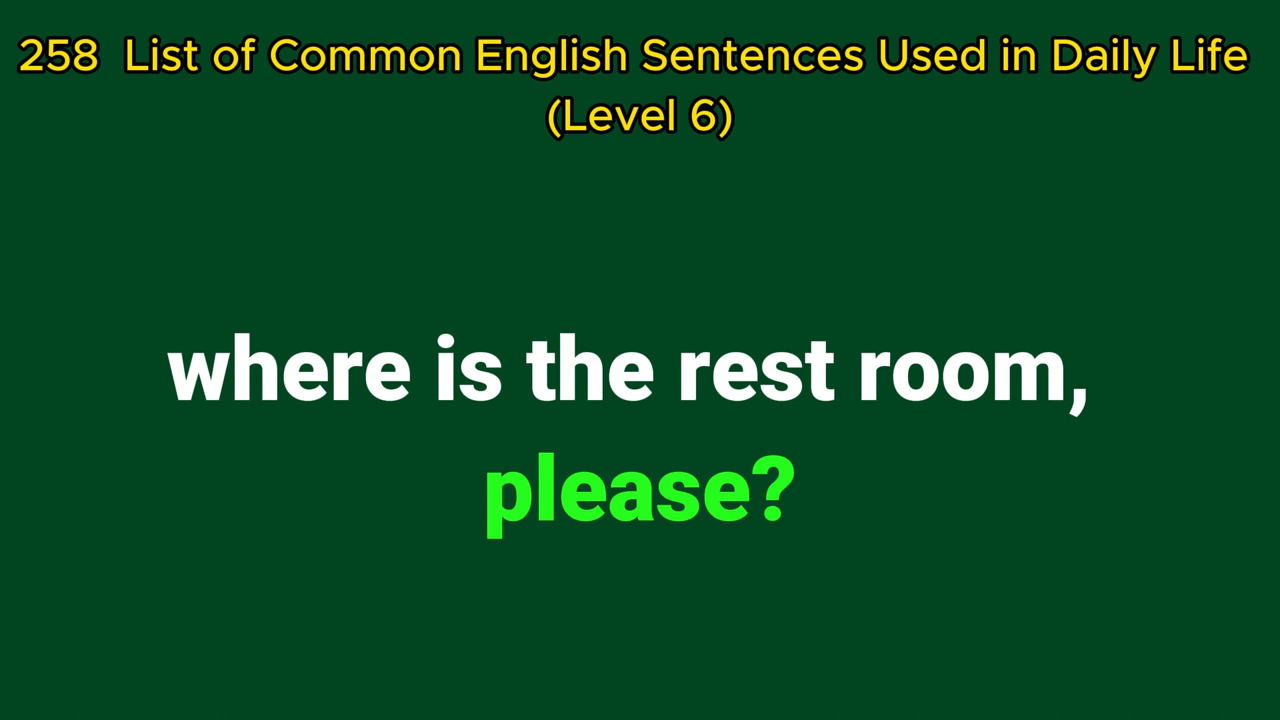 258 List of Common English Sentences Used in Daily Life
(Level 6)
where is the rest room,
please?